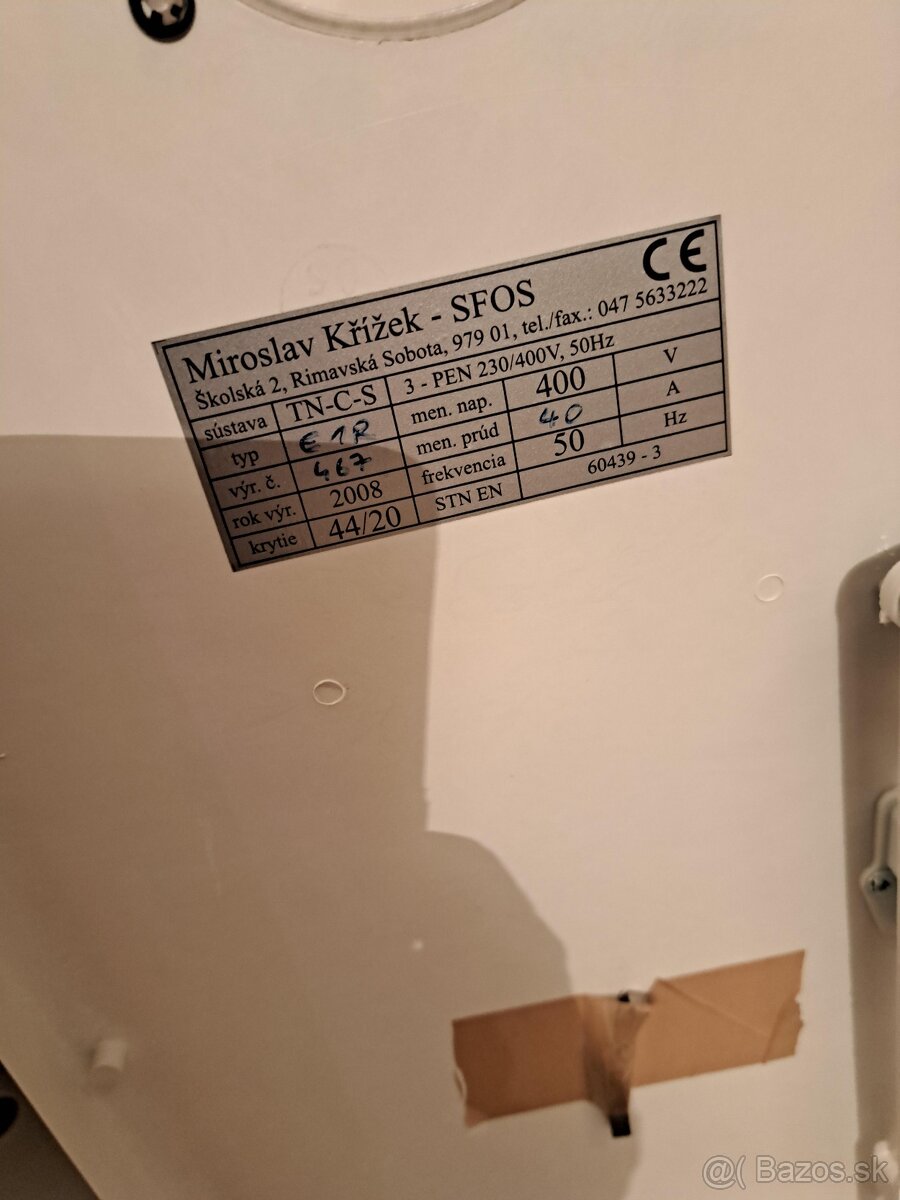 CE
Miroslav Křížek - SFOS
Školská 2, Rimavská Sobota, 979 01, tel./fax.: 047 5633222
sústava TN-C-S 3 - PEN 230/400V, 50Hz
typ E1R men. nap. 400 V
výr. č. 467 men. prúd 40 A
rok výr. 2008 frekvencia 50 Hz
krytie 44/20 STN EN 60439 - 3
@( Bazos.sk